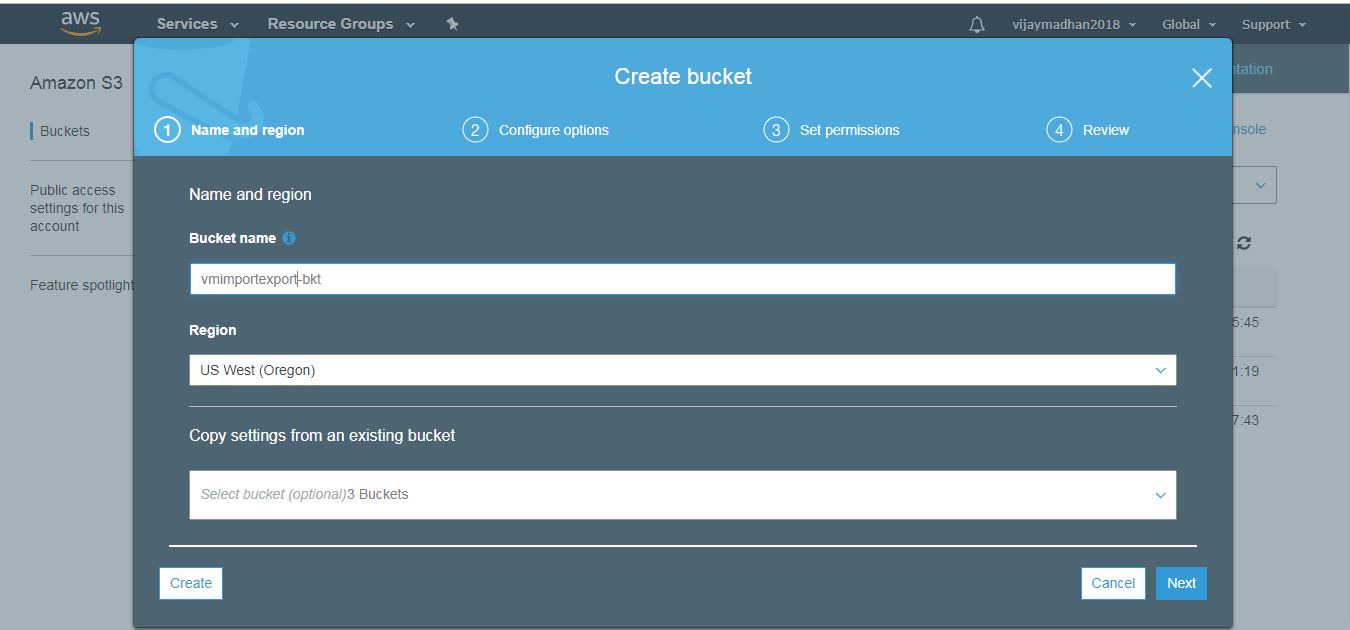 aws Services Resource Groups vijaymadhan2018 Global Support
Create bucket
Amazon S3
ntation
1 Name and region 2 Configure options 3 Set permissions 4 Review
Buckets
nsole
Name and region
Public access
settings for this
account
Bucket name
vmimportexport-bkt
Feature spotlight
Region
5:45
US West (Oregon)
1:19
7:43
Copy settings from an existing bucket
Select bucket (optional)3 Buckets
Create Cancel Next